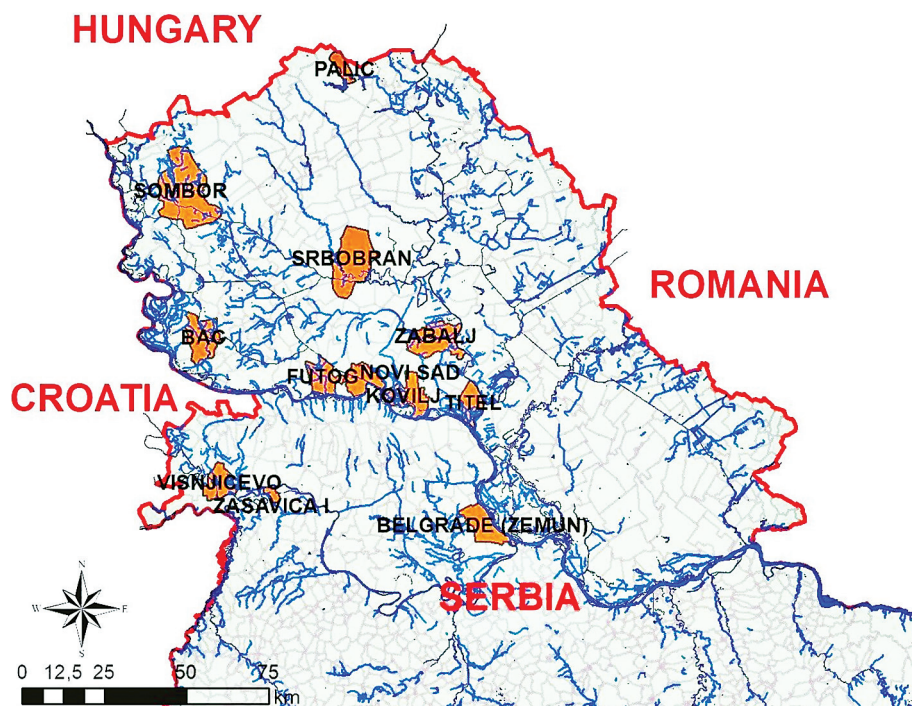 HUNGARY
PALIC
SOMBOR
SRBOBRAN
ROMANIA
BAC
ZABALJ
FUTOG
NOVI SAD
CROATIA
KOVILJ
TITEL
VISNJICEVO
ZASAVICA I
BELGRADE (ZEMUN)
SERBIA
N
W
E
S
0 12,5 25 50 75
km